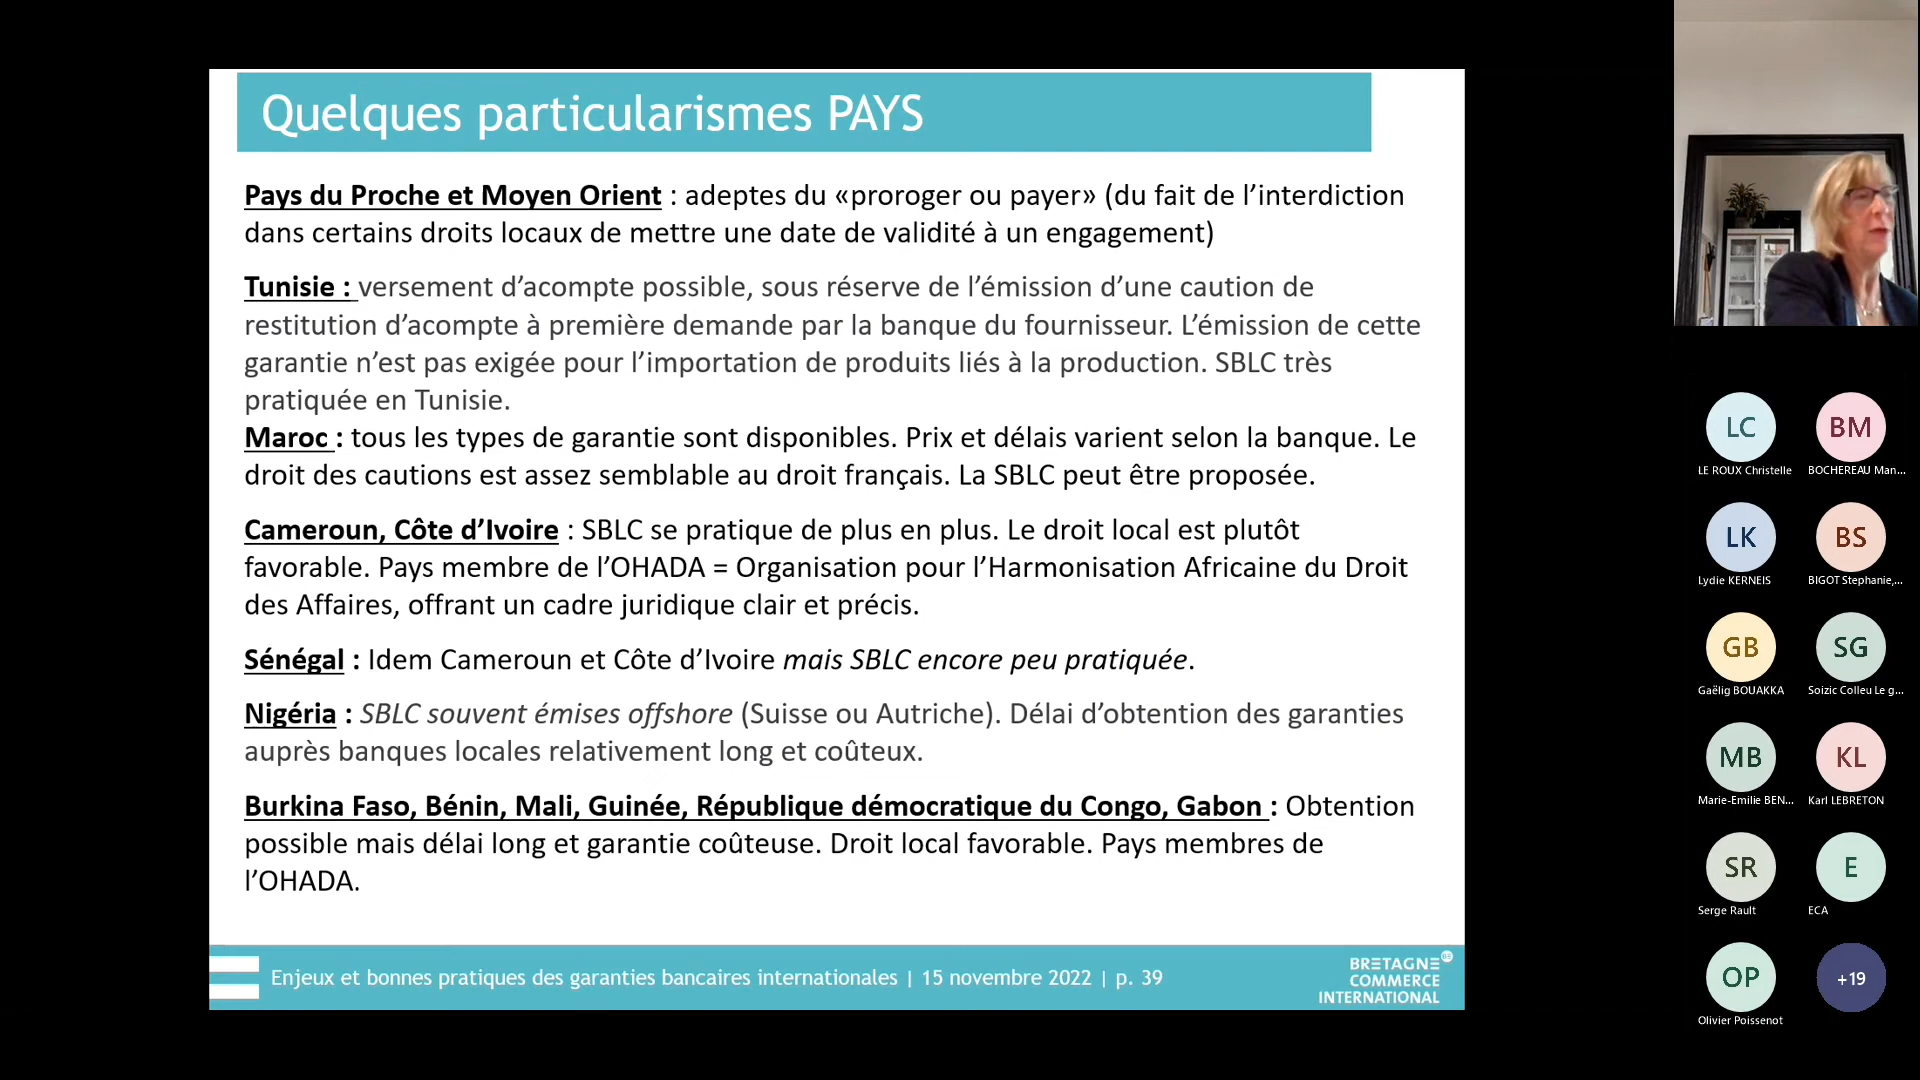 Quelques particularismes PAYS
Pays du Proche et Moyen Orient : adeptes du «proroger ou payer» (du fait de l’interdiction
dans certains droits locaux de mettre une date de validité à un engagement)
Tunisie : versement d’acompte possible, sous réserve de l’émission d’une caution de
restitution d’acompte à première demande par la banque du fournisseur. L’émission de cette
garantie n’est pas exigée pour l’importation de produits liés à la production. SBLC très
pratiquée en Tunisie.
Maroc : tous les types de garantie sont disponibles. Prix et délais varient selon la banque. Le
droit des cautions est assez semblable au droit français. La SBLC peut être proposée.
Cameroun, Côte d’Ivoire : SBLC se pratique de plus en plus. Le droit local est plutôt
favorable. Pays membre de l’OHADA = Organisation pour l’Harmonisation Africaine du Droit
des Affaires, offrant un cadre juridique clair et précis.
Sénégal : Idem Cameroun et Côte d’Ivoire mais SBLC encore peu pratiquée.
Nigéria : SBLC souvent émises offshore (Suisse ou Autriche). Délai d’obtention des garanties
auprès banques locales relativement long et coûteux.
Burkina Faso, Bénin, Mali, Guinée, République démocratique du Congo, Gabon : Obtention
possible mais délai long et garantie coûteuse. Droit local favorable. Pays membres de
l’OHADA.
Enjeux et bonnes pratiques des garanties bancaires internationales | 15 novembre 2022 | p. 39
BRETAGNE
COMMERCE
INTERNATIONAL
LC BM
LE ROUX Christelle BOCHEREAU Man...
LK BS
Lydie KERNEIS BIGOT Stephanie,...
GB SG
Gaëlig BOUAKKA Soizic Colleu Le g...
MB KL
Marie-Emilie BEN... Karl LEBRETON
SR E
Serge Rault ECA
OP +19
Olivier Poissenot